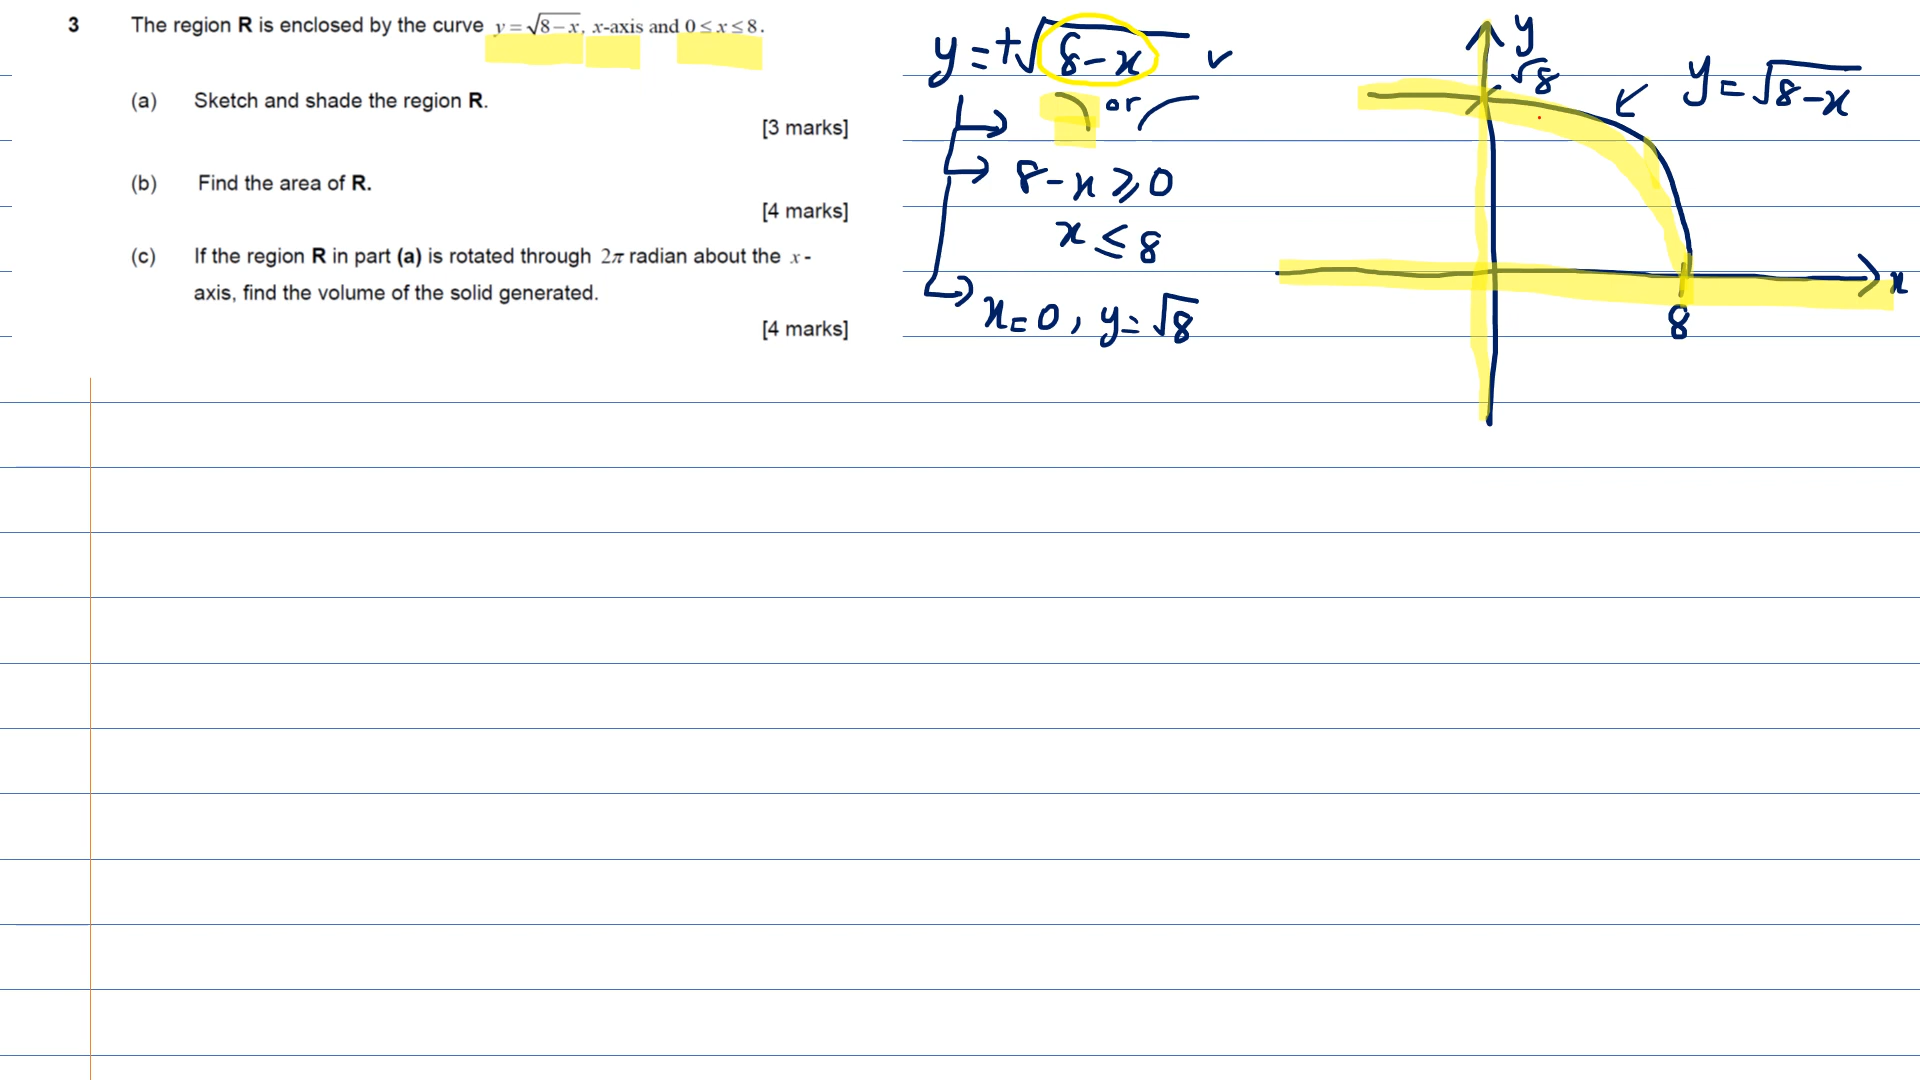 3 The region R is enclosed by the curve y = √(8 – x), x-axis and 0 ≤ x ≤ 8.
(a) Sketch and shade the region R.
[3 marks]
(b) Find the area of R.
[4 marks]
(c) If the region R in part (a) is rotated through 2π radian about the x -
axis, find the volume of the solid generated.
[4 marks]
y = +√(8 – x) ✓
or
8 – x ≥ 0
x ≤ 8
x = 0, y = √8
y
√8
y = √(8 – x)
x
8